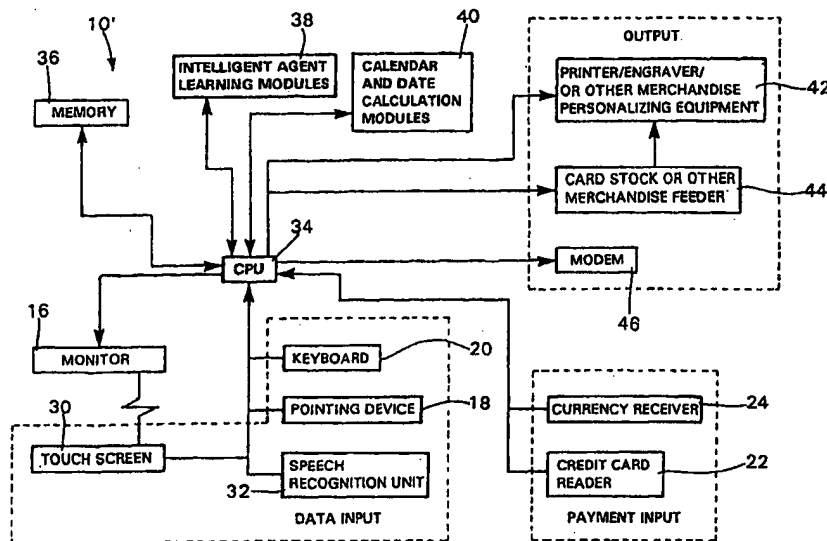 10'
36
MEMORY
38
INTELLIGENT AGENT
LEARNING MODULES
40
CALENDAR
AND DATE
CALCULATION
MODULES
OUTPUT
PRINTER/ENGRAVER/
OR OTHER MERCHANDISE
PERSONALIZING EQUIPMENT
42
CARD STOCK OR OTHER
MERCHANDISE FEEDER
44
MODEM
46
34
CPU
16
MONITOR
30
TOUCH SCREEN
KEYBOARD
20
POINTING DEVICE
18
32
SPEECH
RECOGNITION UNIT
DATA INPUT
CURRENCY RECEIVER
24
CREDIT CARD
READER
22
PAYMENT INPUT